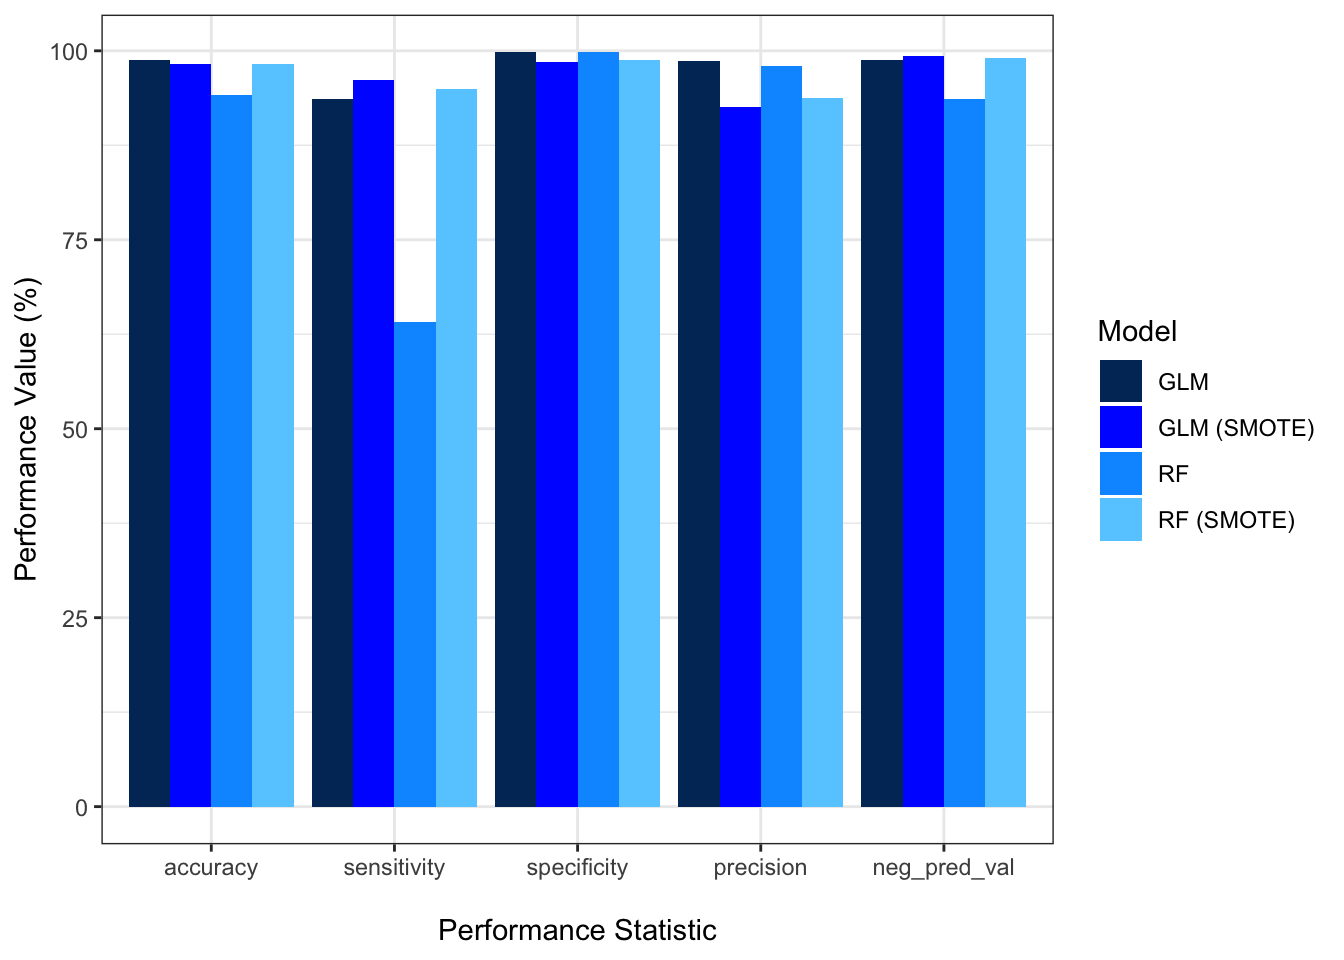 Performance Value (%)
100
75
50
25
0
accuracy
sensitivity
specificity
precision
neg_pred_val
Performance Statistic
Model
GLM
GLM (SMOTE)
RF
RF (SMOTE)